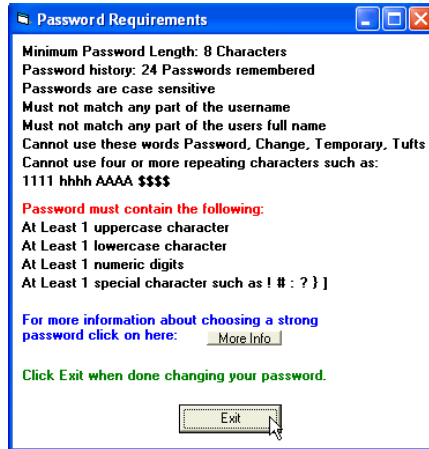 Password Requirements
Minimum Password Length: 8 Characters
Password history: 24 Passwords remembered
Passwords are case sensitive
Must not match any part of the username
Must not match any part of the users full name
Cannot use these words Password, Change, Temporary, Tufts
Cannot use four or more repeating characters such as:
1111 hhhh AAAA $$$$
Password must contain the following:
At Least 1 uppercase character
At Least 1 lowercase character
At Least 1 numeric digits
At Least 1 special character such as ! # : ? } ]
For more information about choosing a strong
password click on here: More Info
Click Exit when done changing your password.
Exit